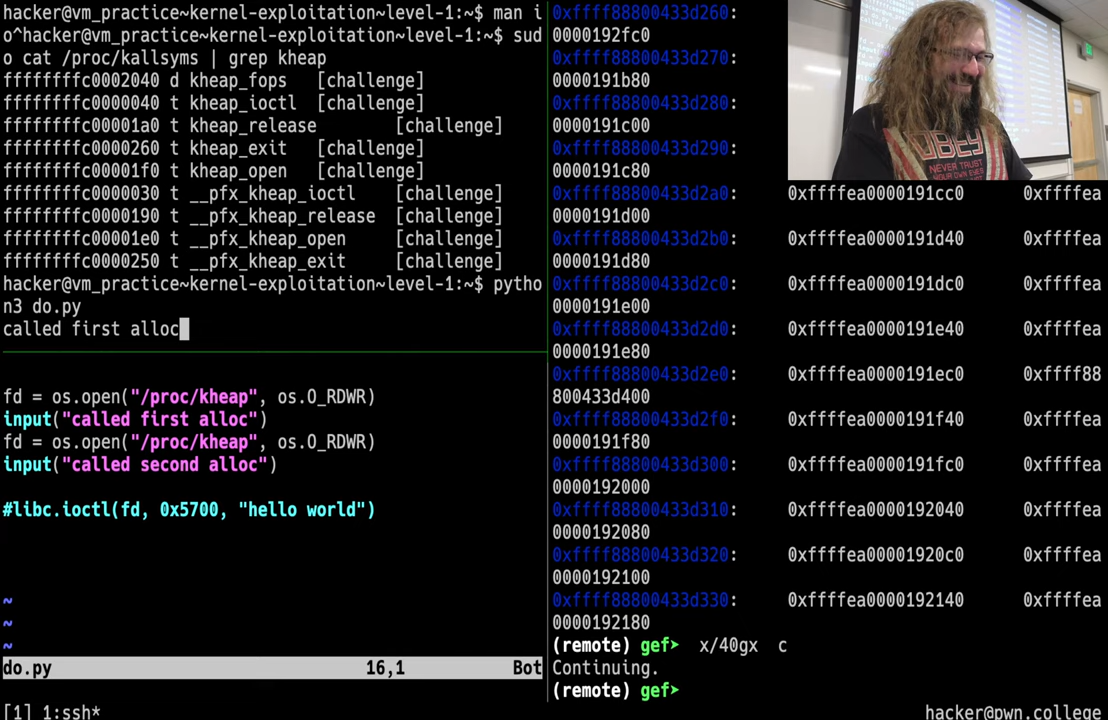 hacker@vm_practice~kernel-exploitation~level-1:~$ man i
o^hacker@vm_practice~kernel-exploitation~level-1:~$ sud
o cat /proc/kallsyms | grep kheap
ffffffffc0002040 d kheap_fops [challenge]
ffffffffc0000040 t kheap_ioctl [challenge]
ffffffffc00001a0 t kheap_release [challenge]
ffffffffc0000260 t kheap_exit [challenge]
ffffffffc00001f0 t kheap_open [challenge]
ffffffffc0000030 t __pfx_kheap_ioctl [challenge]
ffffffffc0000190 t __pfx_kheap_release [challenge]
ffffffffc00001e0 t __pfx_kheap_open [challenge]
ffffffffc0000250 t __pfx_kheap_exit [challenge]
hacker@vm_practice~kernel-exploitation~level-1:~$ pytho
n3 do.py
called first alloc
fd = os.open("/proc/kheap", os.O_RDWR)
input("called first alloc")
fd = os.open("/proc/kheap", os.O_RDWR)
input("called second alloc")
#libc.ioctl(fd, 0x5700, "hello world")
~
~
~
do.py 16,1 Bot
0xffff88800433d260
0000192fc0
0xffff88800433d270:
0000191b80
0xffff88800433d280:
0000191c00
0xffff88800433d290:
0000191c80
0xffff88800433d2a0: 0xffffea0000191cc0 0xffffea
0000191d00
0xffff88800433d2b0: 0xffffea0000191d40 0xffffea
0000191d80
0xffff88800433d2c0: 0xffffea0000191dc0 0xffffea
0000191e00
0xffff88800433d2d0: 0xffffea0000191e40 0xffffea
0000191e80
0xffff88800433d2e0: 0xffffea0000191ec0 0xffff88
800433d400
0xffff88800433d2f0: 0xffffea0000191f40 0xffffea
0000191f80
0xffff88800433d300: 0xffffea0000191fc0 0xffffea
0000192000
0xffff88800433d310: 0xffffea0000192040 0xffffea
0000192080
0xffff88800433d320: 0xffffea00001920c0 0xffffea
0000192100
0xffff88800433d330: 0xffffea0000192140 0xffffea
0000192180
(remote) gef➤ x/40gx c
Continuing.
(remote) gef➤
OBEY
NEVER TRUST
YOUR OWN EYES
[1] 1:ssh* hacker@pwn.college